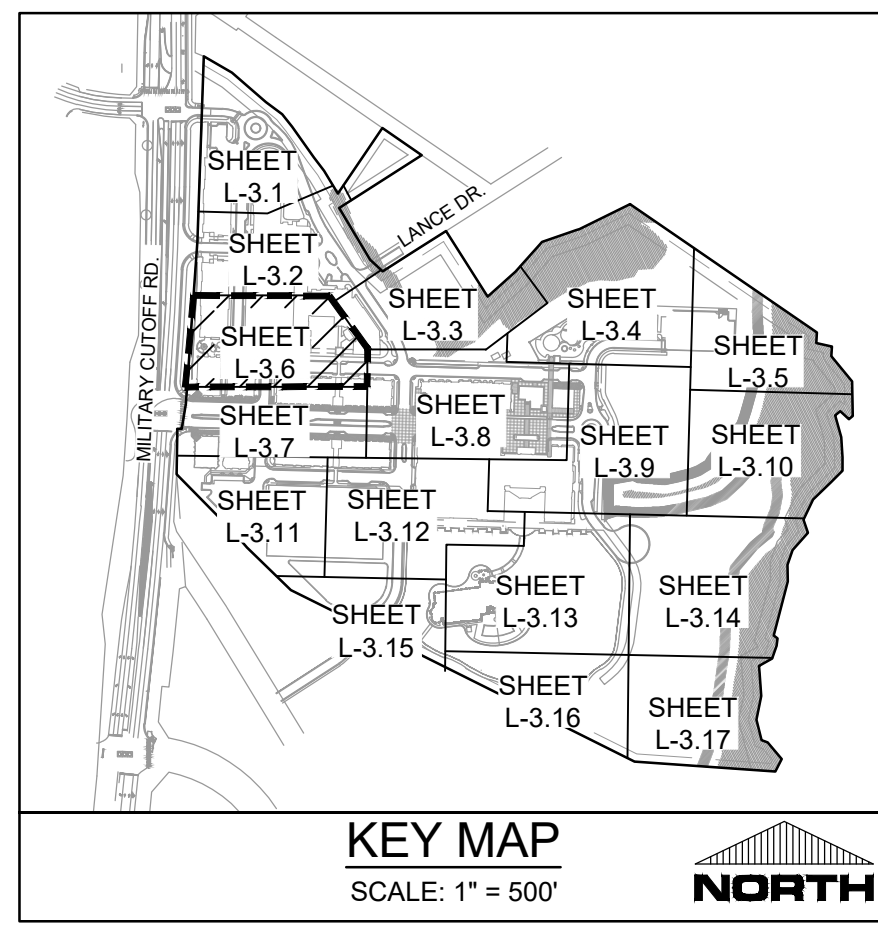 SHEET
L-3.1
SHEET
L-3.2
LANCE DR.
MILITARY CUTOFF RD.
SHEET
L-3.3
SHEET
L-3.4
SHEET
L-3.5
SHEET
L-3.6
SHEET
L-3.7
SHEET
L-3.8
SHEET
L-3.9
SHEET
L-3.10
SHEET
L-3.11
SHEET
L-3.12
SHEET
L-3.13
SHEET
L-3.14
SHEET
L-3.15
SHEET
L-3.16
SHEET
L-3.17
KEY MAP
SCALE: 1" = 500'
NORTH